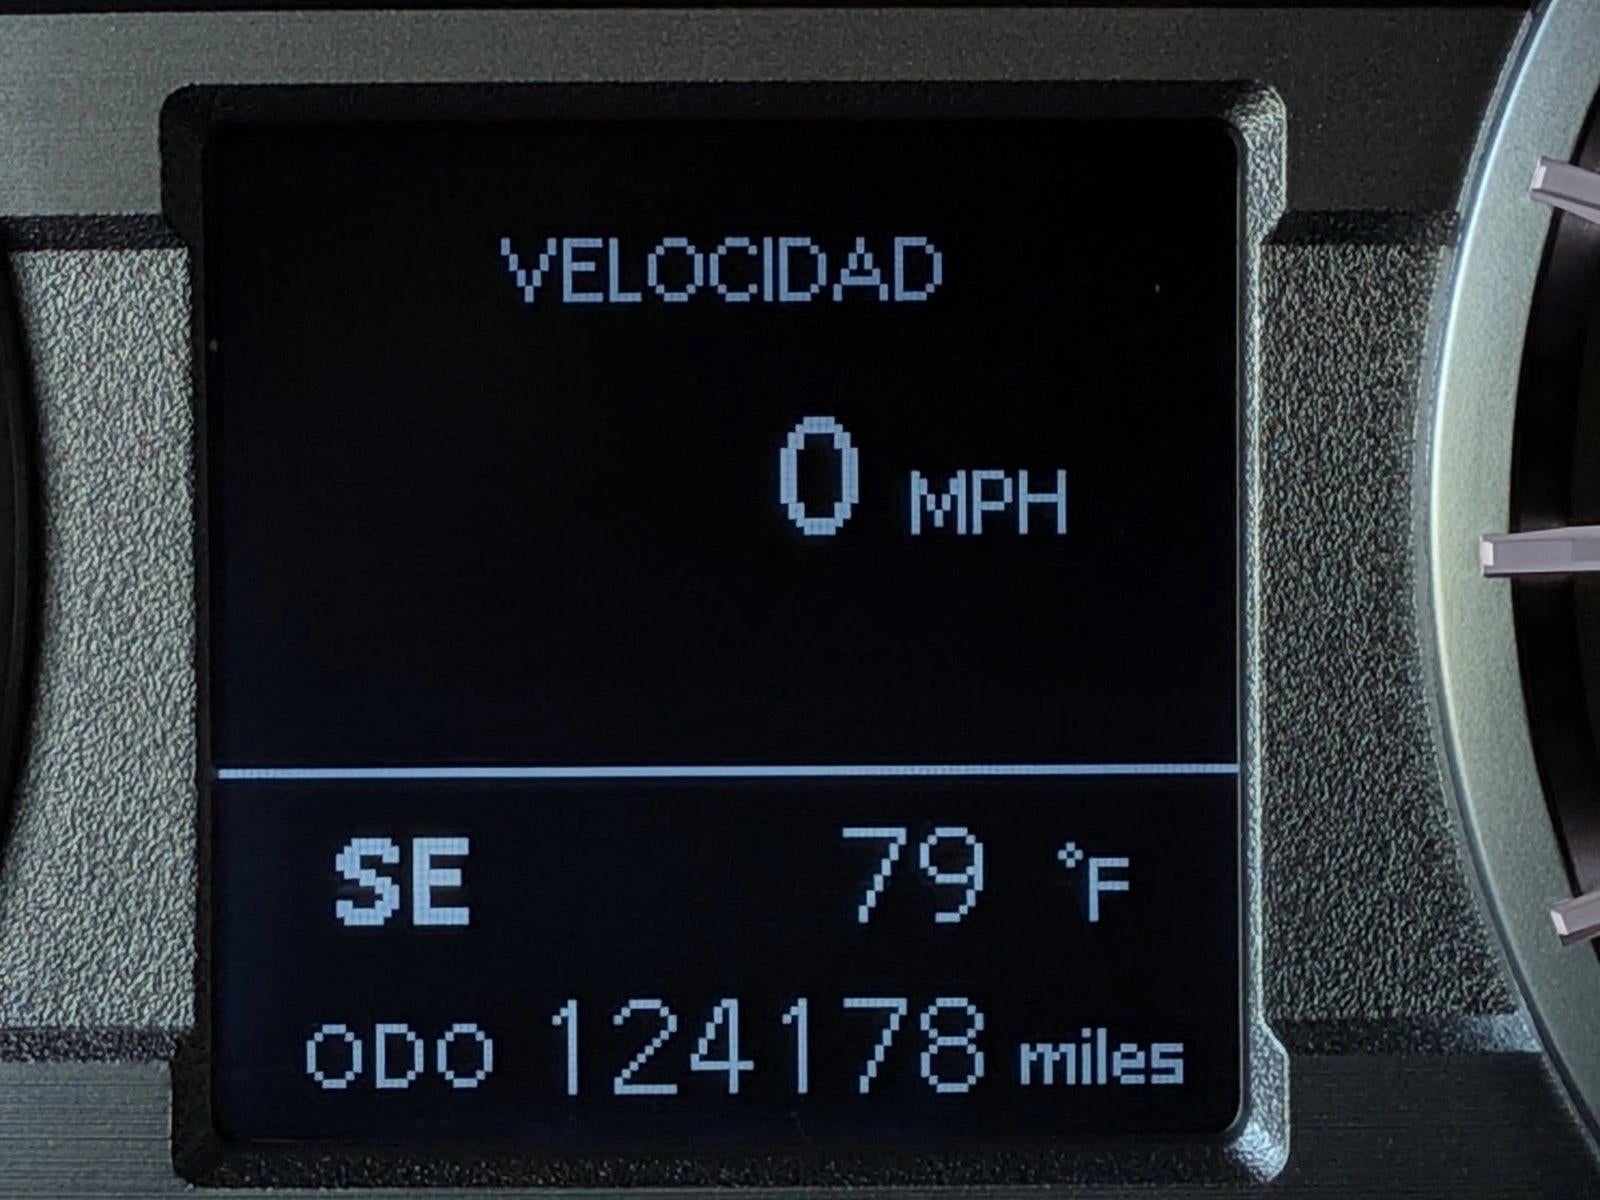 VELOCIDAD
0 MPH
SE 79 °F
ODO 124178 miles